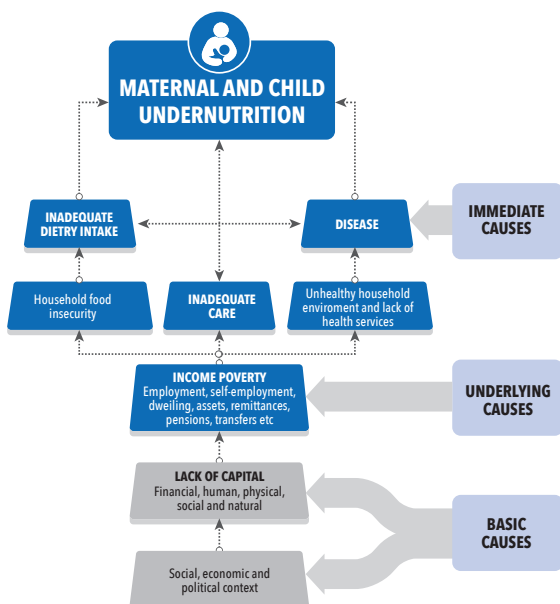 MATERNAL AND CHILD
UNDERNUTRITION
INADEQUATE
DIETRY INTAKE
DISEASE
IMMEDIATE
CAUSES
Household food
insecurity
INADEQUATE
CARE
Unhealthy household
enviroment and lack of
health services
INCOME POVERTY
Employment, self-employment,
dweiling, assets, remittances,
pensions, transfers etc
UNDERLYING
CAUSES
LACK OF CAPITAL
Financial, human, physical,
social and natural
BASIC
CAUSES
Social, economic and
political context